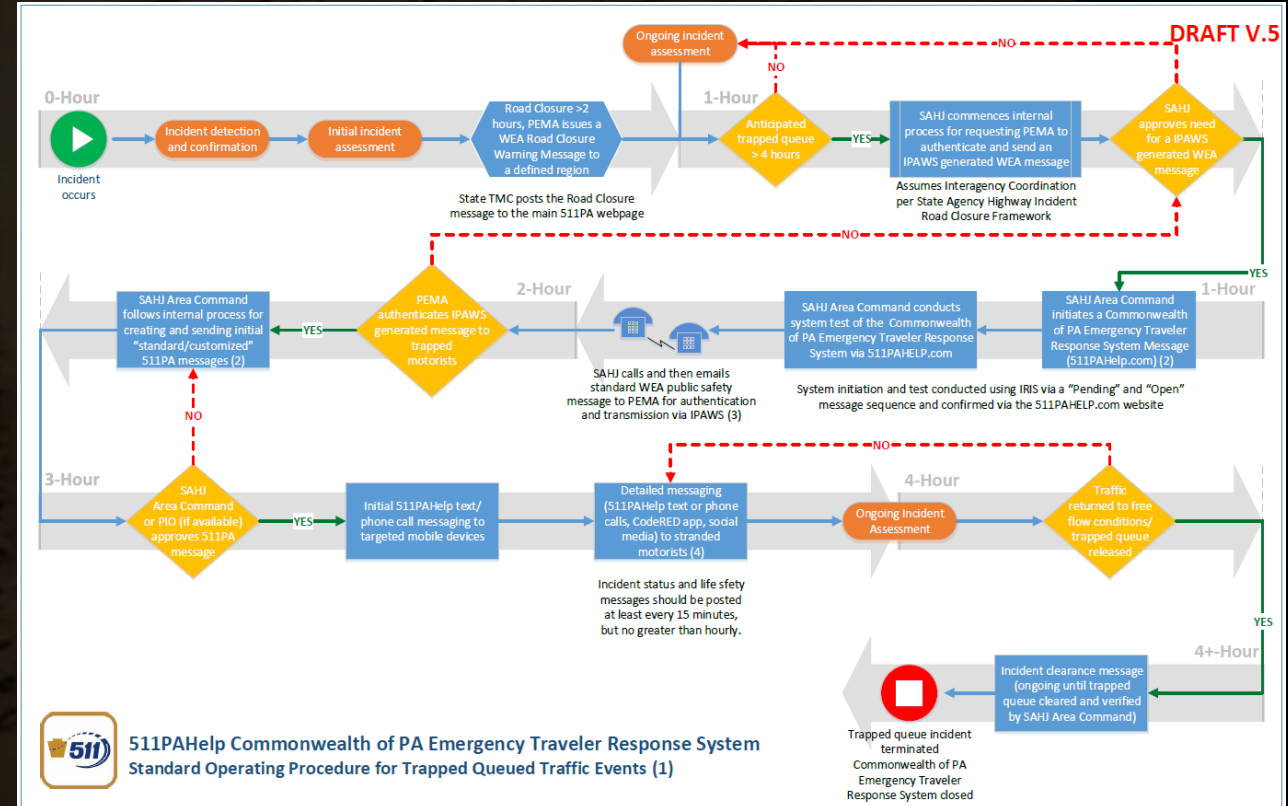 DRAFT V.5
Ongoing incident
assessment
NO
NO
0-Hour
1-Hour
Incident
occurs
Incident detection
and confirmation
Initial incident
assessment
Road Closure >2
hours, PEMA issues a
WEA Road Closure
Warning Message to
a defined region
State TMC posts the Road Closure
message to the main 511PA webpage
Anticipated
trapped queue
> 4 hours
YES
SAHJ commences internal
process for requesting PEMA to
authenticate and send an
IPAWS generated WEA message
Assumes Interagency Coordination
per State Agency Highway Incident
Road Closure Framework
SAHJ
approves need
for a IPAWS
generated WEA
message
NO
YES
1-Hour
SAHJ Area Command
initiates a Commonwealth
of PA Emergency Traveler
Response System Message
(511PAHelp.com) (2)
SAHJ Area Command conducts
system test of the Commonwealth
of PA Emergency Traveler Response
System via 511PAHELP.com
System initiation and test conducted using IRIS via a “Pending” and “Open”
message sequence and confirmed via the 511PAHELP.com website
SAHJ calls and then emails
standard WEA public safety
message to PEMA for authentication
and transmission via IPAWS (3)
2-Hour
PEMA
authenticates IPAWS
generated message to
trapped
motorists
YES
SAHJ Area Command
follows internal process for
creating and sending initial
“standard/customized”
511PA messages (2)
NO
3-Hour
SAHJ
Area Command
or PIO (if available)
approves 511PA
message
YES
Initial 511PAHelp text/
phone call messaging to
targeted mobile devices
Detailed messaging
(511PAHelp text or phone
calls, CodeRED app, social
media) to stranded
motorists (4)
Incident status and life sfety
messages should be posted
at least every 15 minutes,
but no greater than hourly.
NO
4-Hour
Ongoing Incident
Assessment
Traffic
returned to free
flow conditions/
trapped queue
released
YES
4+-Hour
Incident clearance message
(ongoing until trapped
queue cleared and verified
by SAHJ Area Command)
Trapped queue incident
terminated
Commonwealth of PA
Emergency Traveler
Response System closed
511
511PAHelp Commonwealth of PA Emergency Traveler Response System
Standard Operating Procedure for Trapped Queued Traffic Events (1)